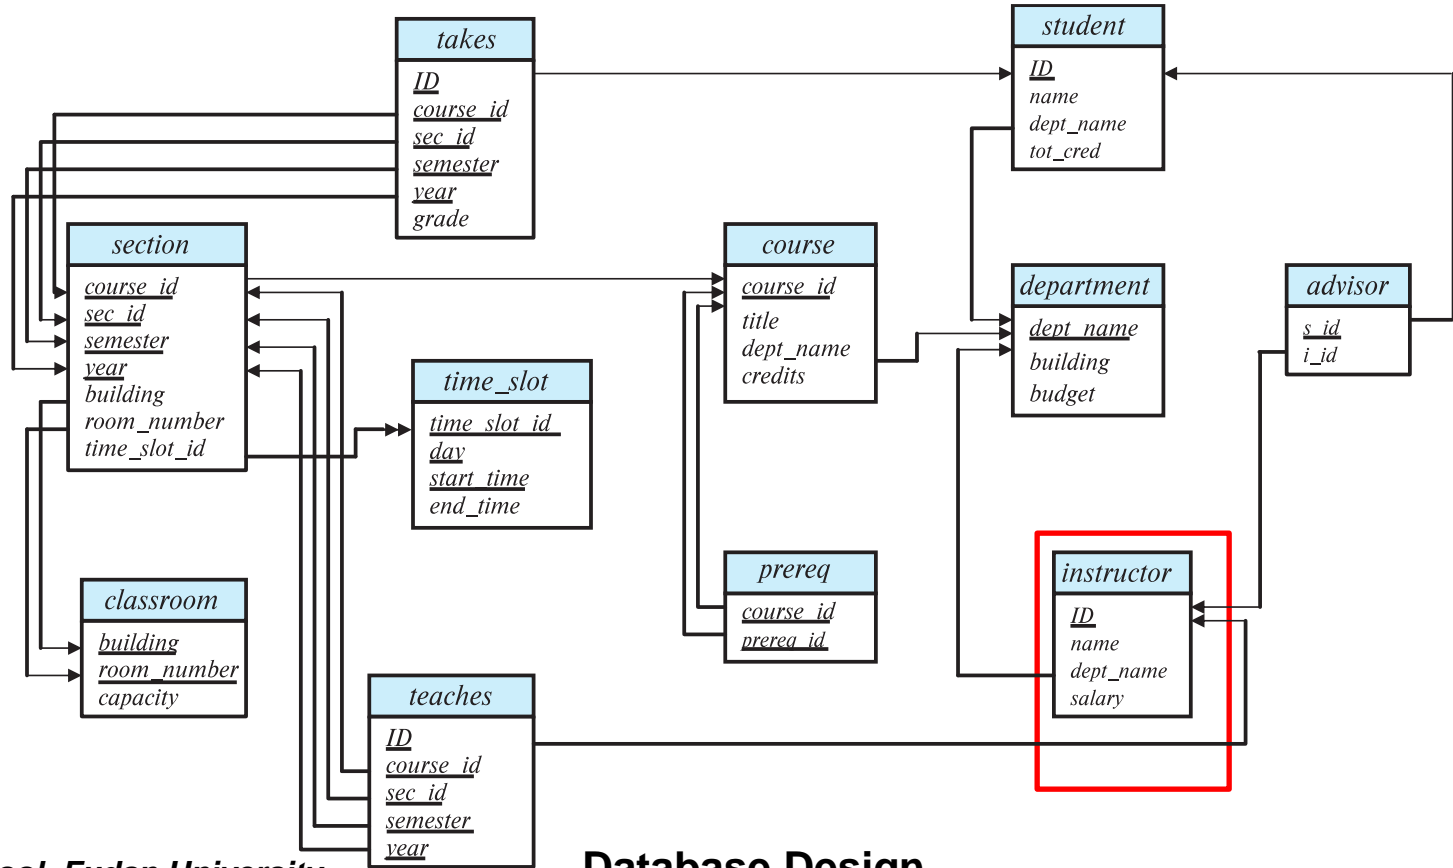 takes
ID
course_id
sec_id
semester
year
grade
student
ID
name
dept_name
tot_cred
section
course_id
sec_id
semester
year
building
room_number
time_slot_id
course
course_id
title
dept_name
credits
department
dept_name
building
budget
advisor
s_id
i_id
time_slot
time_slot_id
day
start_time
end_time
classroom
building
room_number
capacity
prereq
course_id
prereq_id
instructor
ID
name
dept_name
salary
teaches
ID
course_id
sec_id
semester
year
Fudan University
Database Design